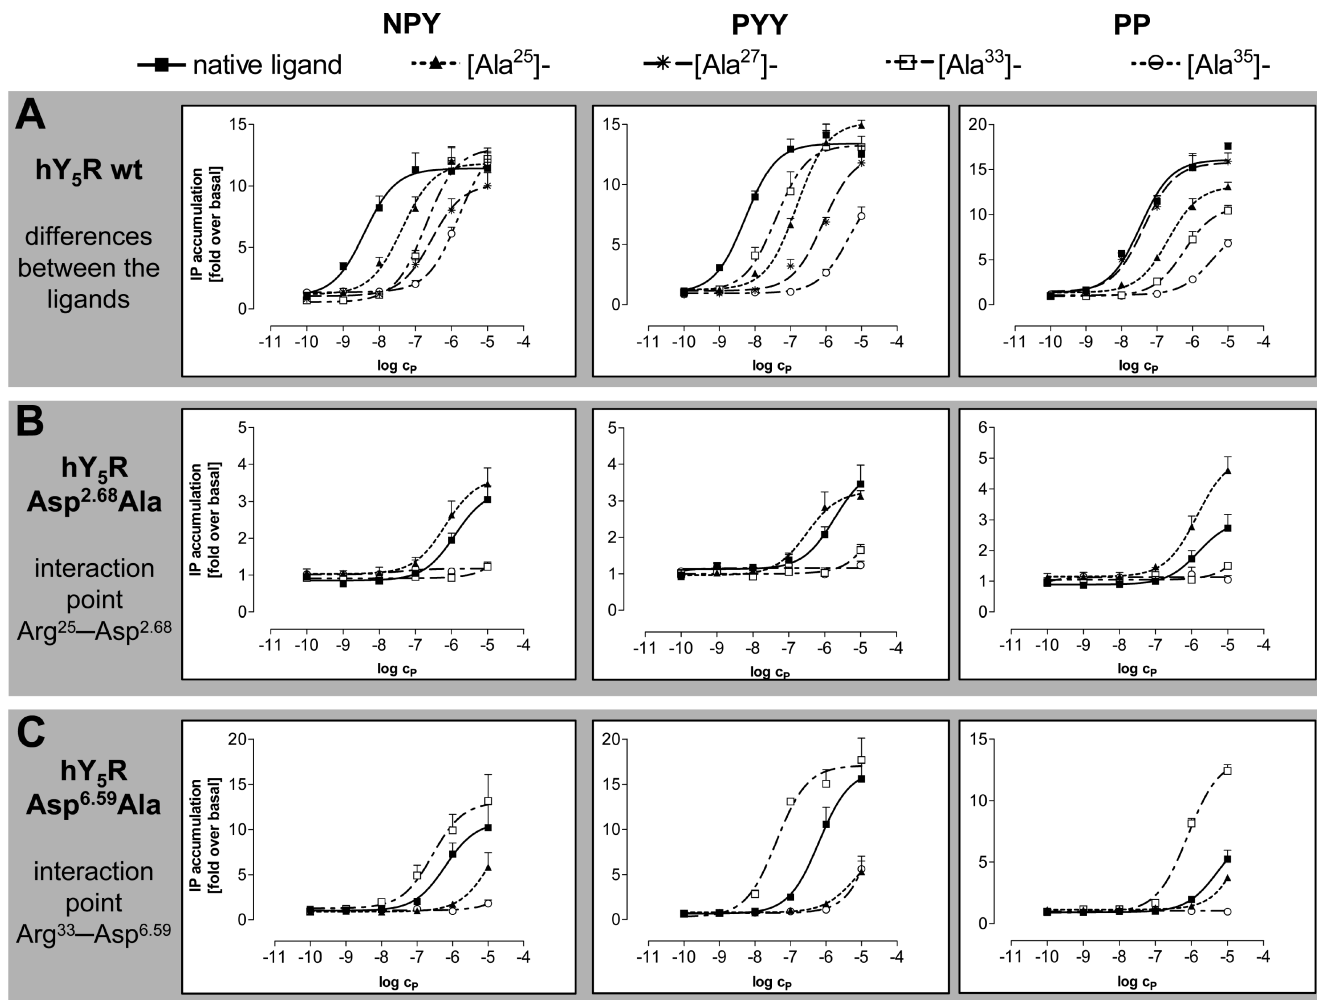 NPY PYY PP
native ligand [Ala25]- [Ala27]- [Ala33]- [Ala35]-
A
hY5R wt
differences
between the
ligands
IP accumulation
[fold over basal]
15
10
5
0
-11 -10 -9 -8 -7 -6 -5 -4
log cP
15
10
5
0
-11 -10 -9 -8 -7 -6 -5 -4
log cP
20
15
10
5
0
-11 -10 -9 -8 -7 -6 -5 -4
log cP
B
hY5R
Asp2.68Ala
interaction
point
Arg25—Asp2.68
IP accumulation
[fold over basal]
5
4
3
2
1
0
-11 -10 -9 -8 -7 -6 -5 -4
log cP
5
4
3
2
1
0
-11 -10 -9 -8 -7 -6 -5 -4
log cP
6
5
4
3
2
1
0
-11 -10 -9 -8 -7 -6 -5 -4
log cP
C
hY5R
Asp6.59Ala
interaction
point
Arg33—Asp6.59
IP accumulation
[fold over basal]
20
15
10
5
0
-11 -10 -9 -8 -7 -6 -5 -4
log cP
20
15
10
5
0
-11 -10 -9 -8 -7 -6 -5 -4
log cP
15
10
5
0
-11 -10 -9 -8 -7 -6 -5 -4
log cP